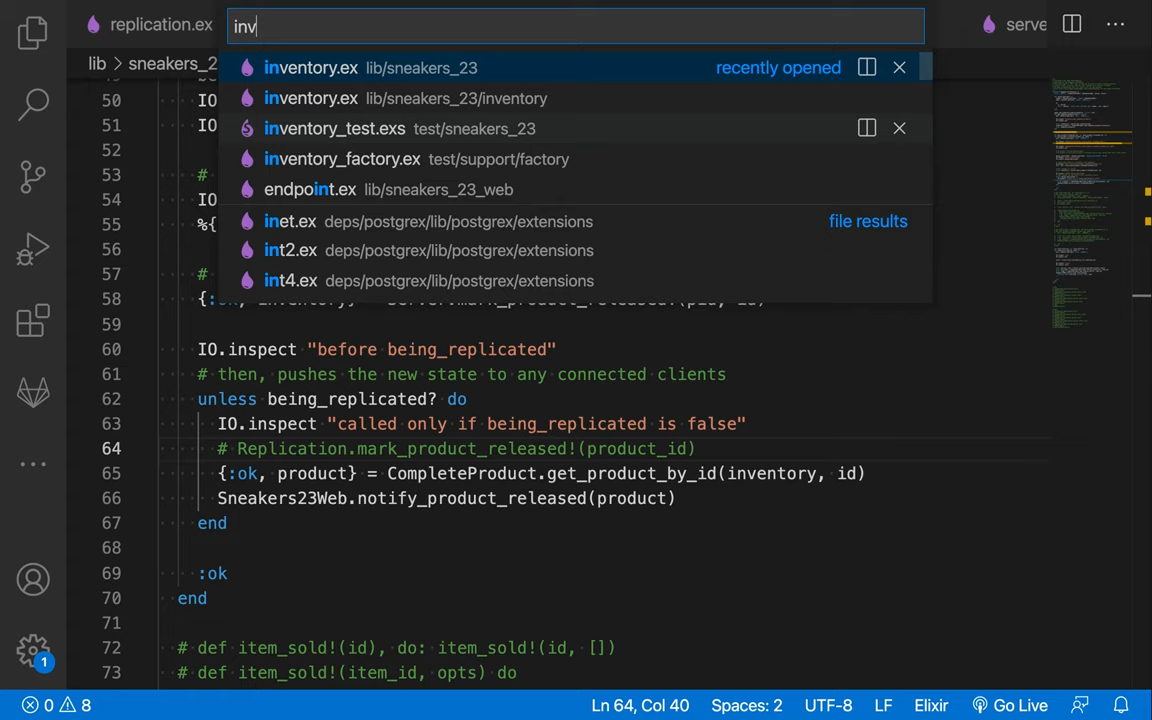 replication.ex
inv
serve
lib > sneakers_2
inventory.ex lib/sneakers_23 recently opened
inventory.ex lib/sneakers_23/inventory
inventory_test.exs test/sneakers_23
inventory_factory.ex test/support/factory
endpoint.ex lib/sneakers_23_web
inet.ex deps/postgrex/lib/postgrex/extensions file results
int2.ex deps/postgrex/lib/postgrex/extensions
int4.ex deps/postgrex/lib/postgrex/extensions
50 IO
51 IO
52
53 #
54 IO
55 %{
56
57 #
58 {:ok, inventory} = Server.mark_product_released!(pid, id)
59
60 IO.inspect "before being_replicated"
61 # then, pushes the new state to any connected clients
62 unless being_replicated? do
63 IO.inspect "called only if being_replicated is false"
64 # Replication.mark_product_released!(product_id)
65 {:ok, product} = CompleteProduct.get_product_by_id(inventory, id)
66 Sneakers23Web.notify_product_released(product)
67 end
68
69 :ok
70 end
71
72 # def item_sold!(id), do: item_sold!(id, [])
73 # def item_sold!(item_id, opts) do
1
0 8 Ln 64, Col 40 Spaces: 2 UTF-8 LF Elixir Go Live